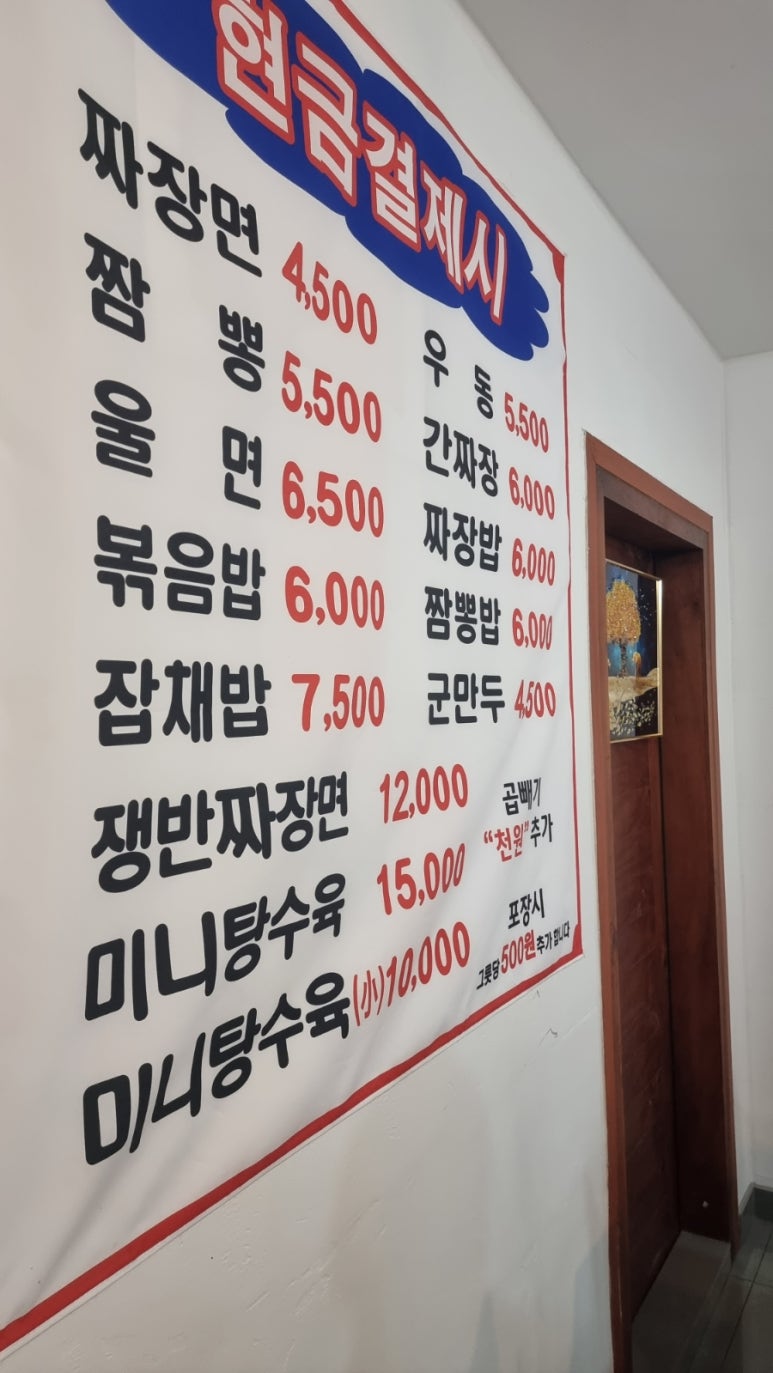 현금결제시
짜장면 4,500
짬뽕 5,500
울면 6,500
볶음밥 6,000
잡채밥 7,500
쟁반짜장면 12,000
미니탕수육 15,000
미니탕수육(小) 10,000
우동 5,500
간짜장 6,000
짜장밥 6,000
짬뽕밥 6,000
군만두 4,500
곱빼기
"천원"추가
포장시
그릇당 500원 추가 합니다